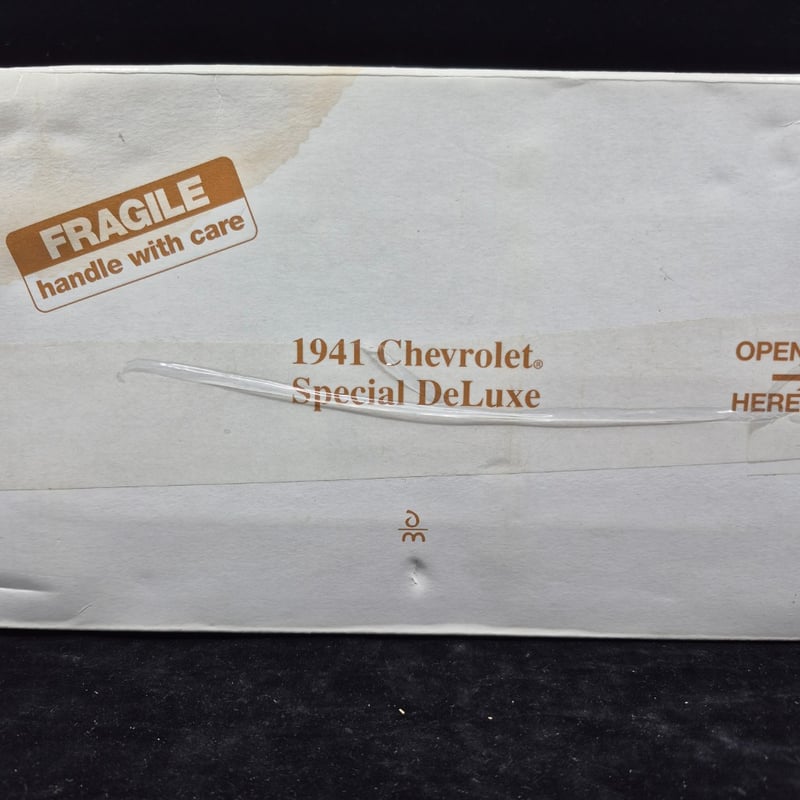 FRAGILE
handle with care
1941 Chevrolet®
Special DeLuxe
OPEN
HERE